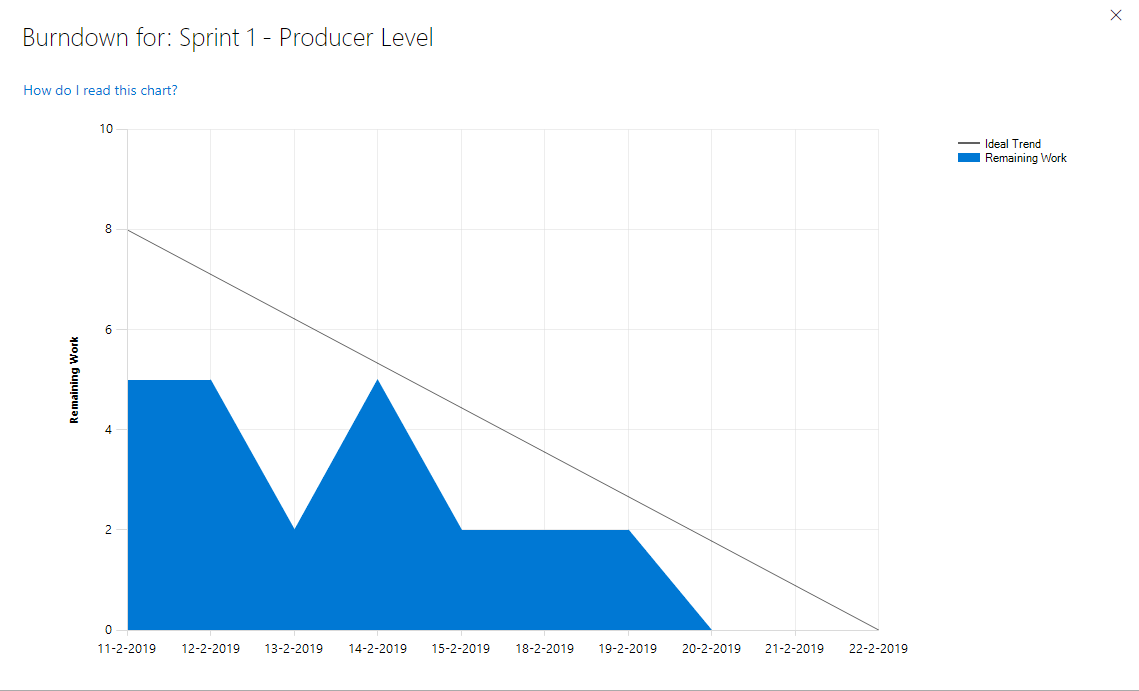 Burndown for: Sprint 1 - Producer Level
How do I read this chart?
Ideal Trend
Remaining Work
10
8
6
4
2
0
Remaining Work
11-2-2019 12-2-2019 13-2-2019 14-2-2019 15-2-2019 18-2-2019 19-2-2019 20-2-2019 21-2-2019 22-2-2019